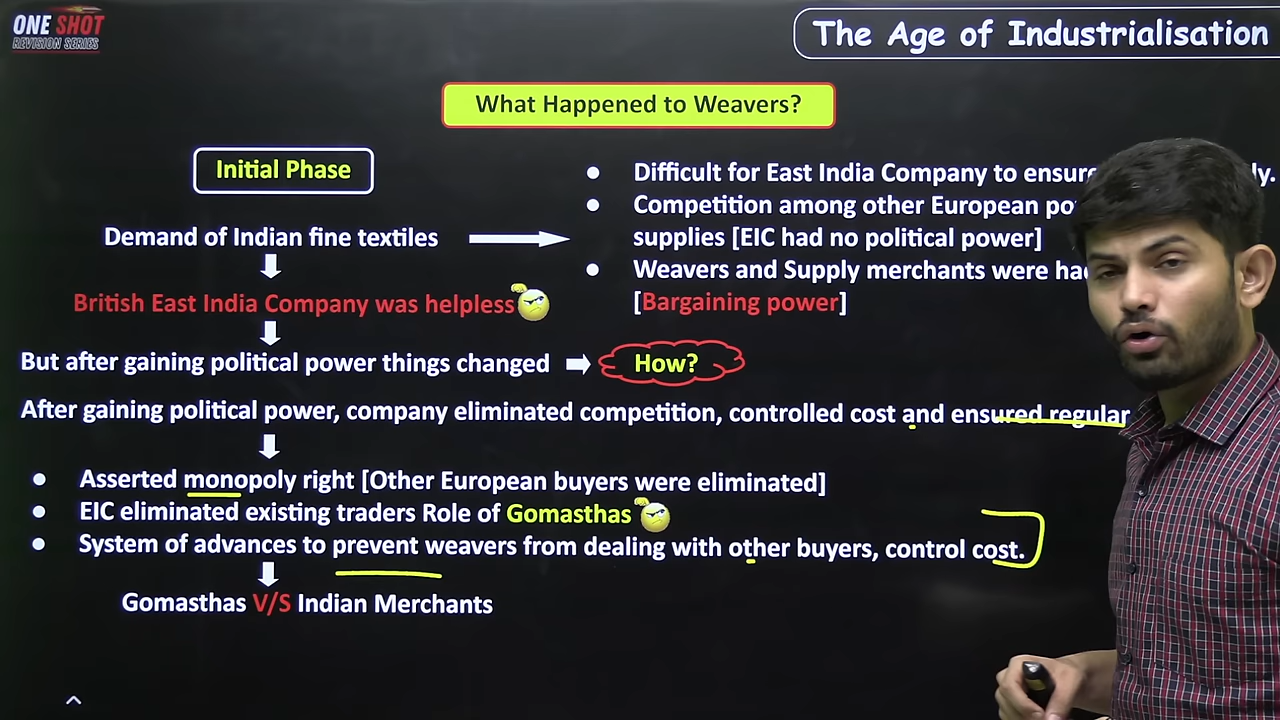 ONE SHOT
REVISION SERIES
The Age of Industrialisation
What Happened to Weavers?
Initial Phase
Demand of Indian fine textiles
British East India Company was helpless
But after gaining political power things changed
How?
● Difficult for East India Company to ensure
● Competition among other European
supplies [EIC had no political power]
● Weavers and Supply merchants were
[Bargaining power]
After gaining political power, company eliminated competition, controlled cost and ensured regular
● Asserted monopoly right [Other European buyers were eliminated]
● EIC eliminated existing traders Role of Gomasthas
● System of advances to prevent weavers from dealing with other buyers, control cost.
Gomasthas V/S Indian Merchants